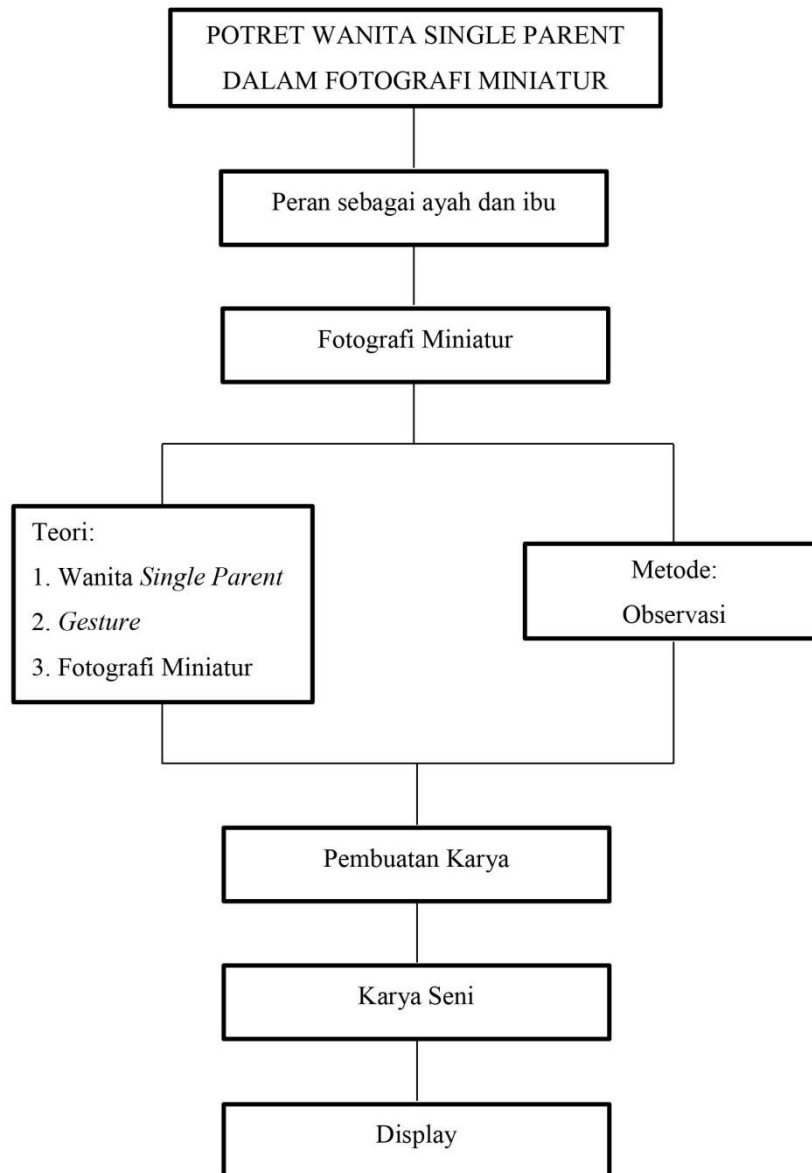 POTRET WANITA SINGLE PARENT
DALAM FOTOGRAFI MINIATUR
Peran sebagai ayah dan ibu
Fotografi Miniatur
Teori:
1. Wanita Single Parent
2. Gesture
3. Fotografi Miniatur
Metode:
Observasi
Pembuatan Karya
Karya Seni
Display